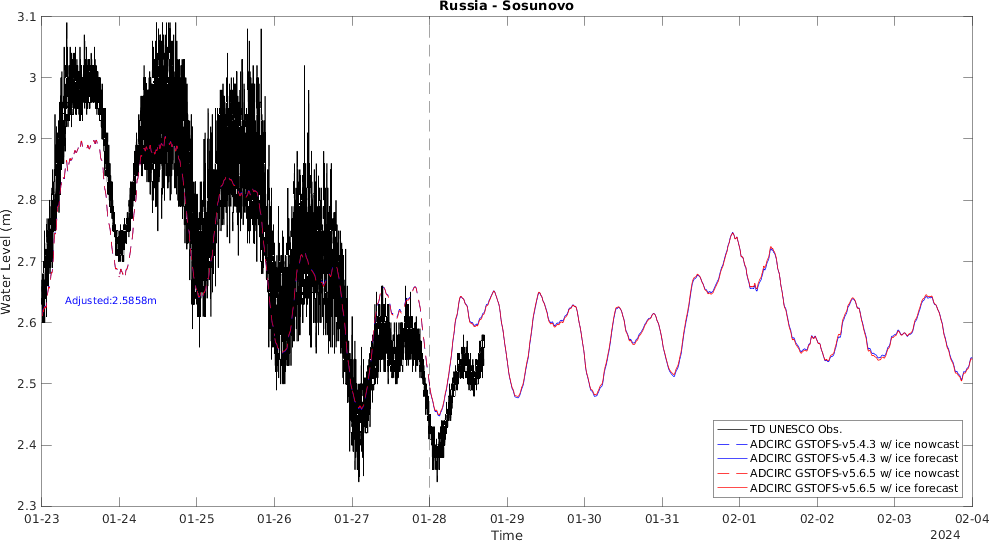 Russia - Sosunovo
3.1
3
2.9
2.8
2.7
2.6
2.5
2.4
2.3
Water Level (m)
Adjusted:2.5858m
TD UNESCO Obs.
ADCIRC GSTOFS-v5.4.3 w/ ice nowcast
ADCIRC GSTOFS-v5.4.3 w/ ice forecast
ADCIRC GSTOFS-v5.6.5 w/ ice nowcast
ADCIRC GSTOFS-v5.6.5 w/ ice forecast
01-23 01-24 01-25 01-26 01-27 01-28 01-29 01-30 01-31 02-01 02-02 02-03 02-04
Time
2024